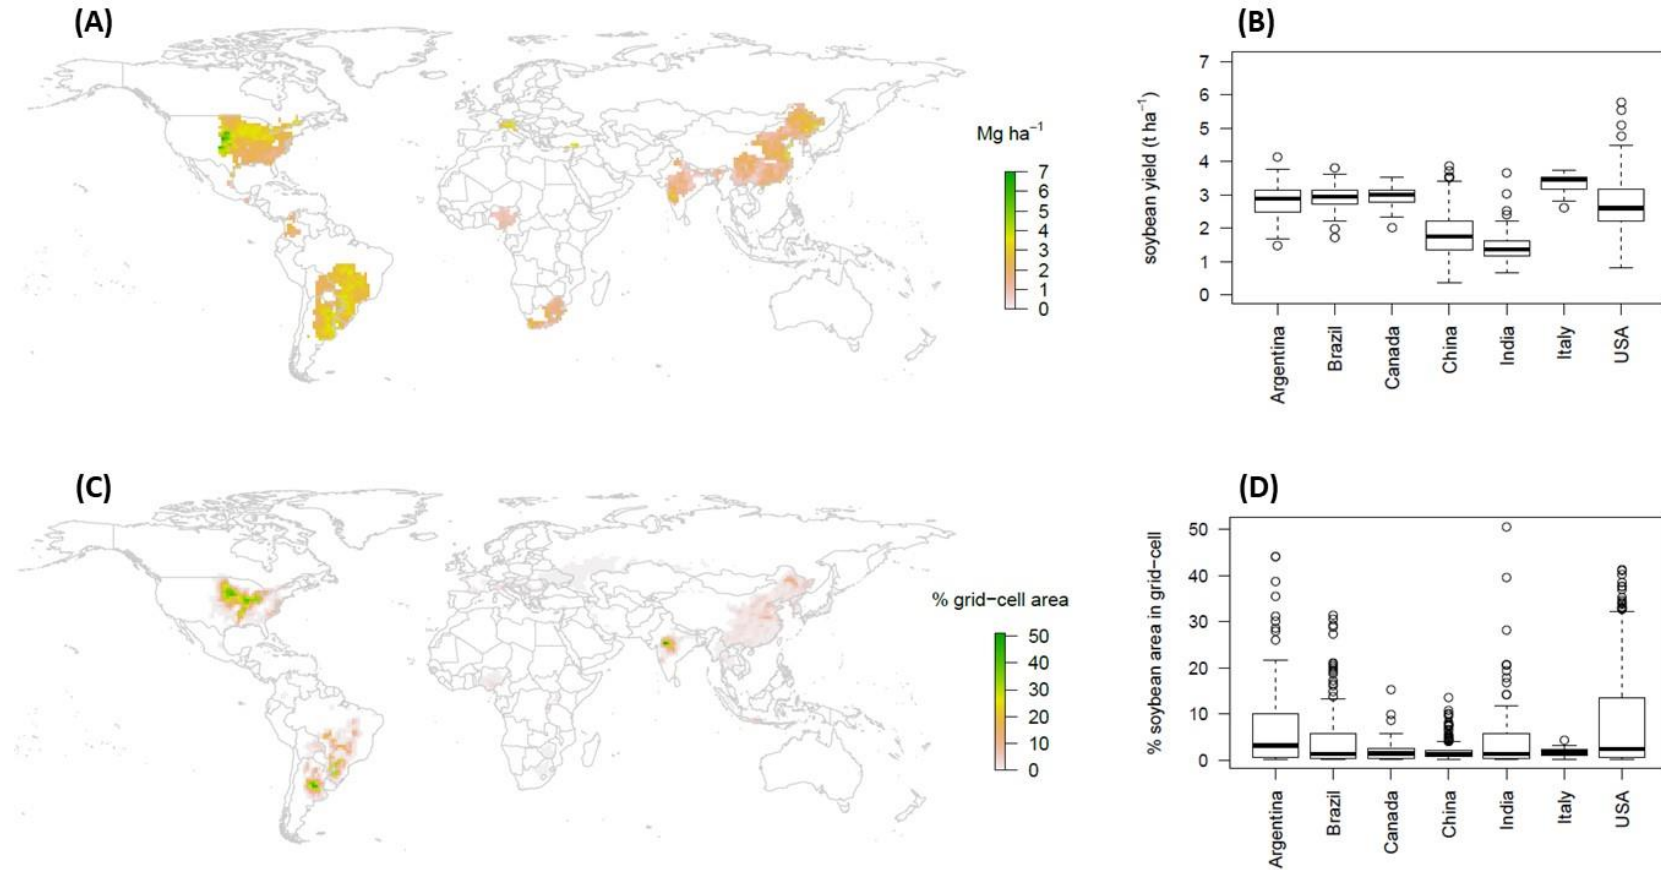 (A)
Mg ha⁻¹
7
6
5
4
3
2
1
0
(B)
soybean yield (t ha⁻¹)
7
6
5
4
3
2
1
0
Argentina
Brazil
Canada
China
India
Italy
USA
(C)
% grid-cell area
50
40
30
20
10
0
(D)
% soybean area in grid-cell
50
40
30
20
10
0
Argentina
Brazil
Canada
China
India
Italy
USA